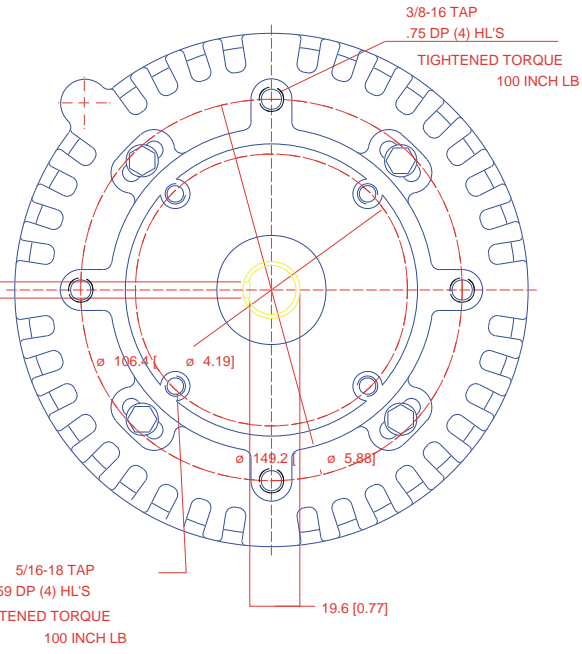 3/8-16 TAP
.75 DP (4) HL'S
TIGHTENED TORQUE
100 INCH LB
ø 106.4 [ ø 4.19]
ø 149.2 [ ø 5.88]
5/16-18 TAP
59 DP (4) HL'S
TENED TORQUE
100 INCH LB
19.6 [0.77]